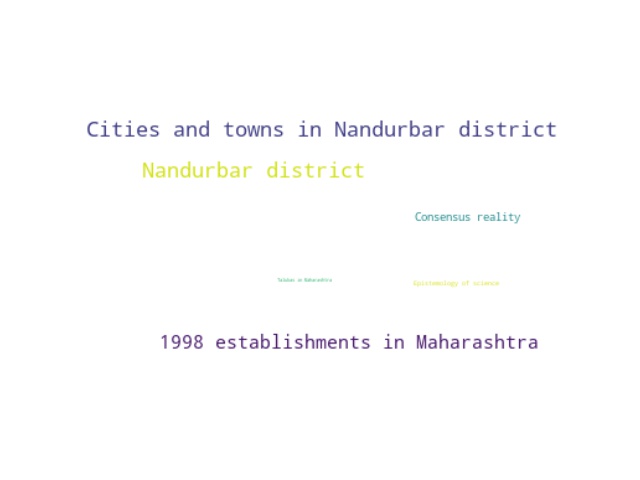 Cities and towns in Nandurbar district
Nandurbar district
Consensus reality
Talukas in Maharashtra
Epistemology of science
1998 establishments in Maharashtra